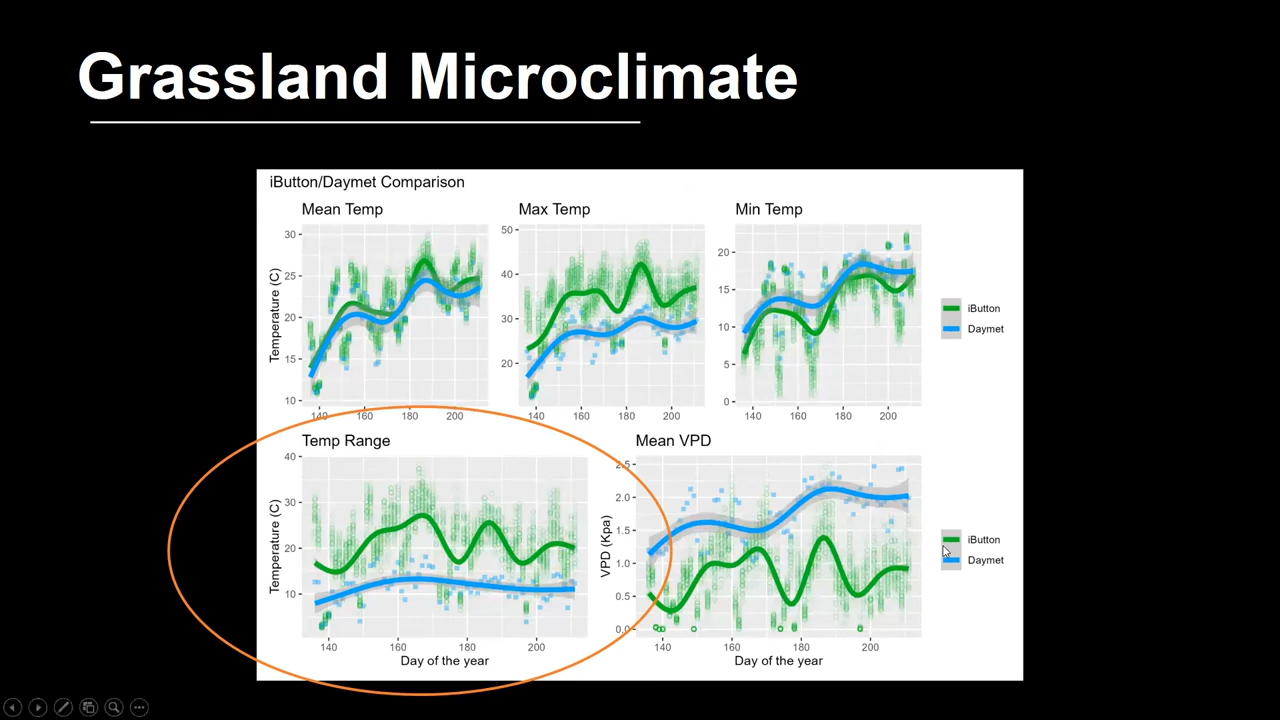 Grassland Microclimate
iButton/Daymet Comparison
Mean Temp
Max Temp
Min Temp
30
25
20
15
10
Temperature (C)
140
160
180
200
50
40
30
20
140
160
180
200
20
15
10
5
0
140
160
180
200
iButton
Daymet
Temp Range
Mean VPD
40
30
20
10
Temperature (C)
140
160
180
200
Day of the year
2.5
2.0
1.5
1.0
0.5
0.0
VPD (Kpa)
140
160
180
200
Day of the year
iButton
Daymet